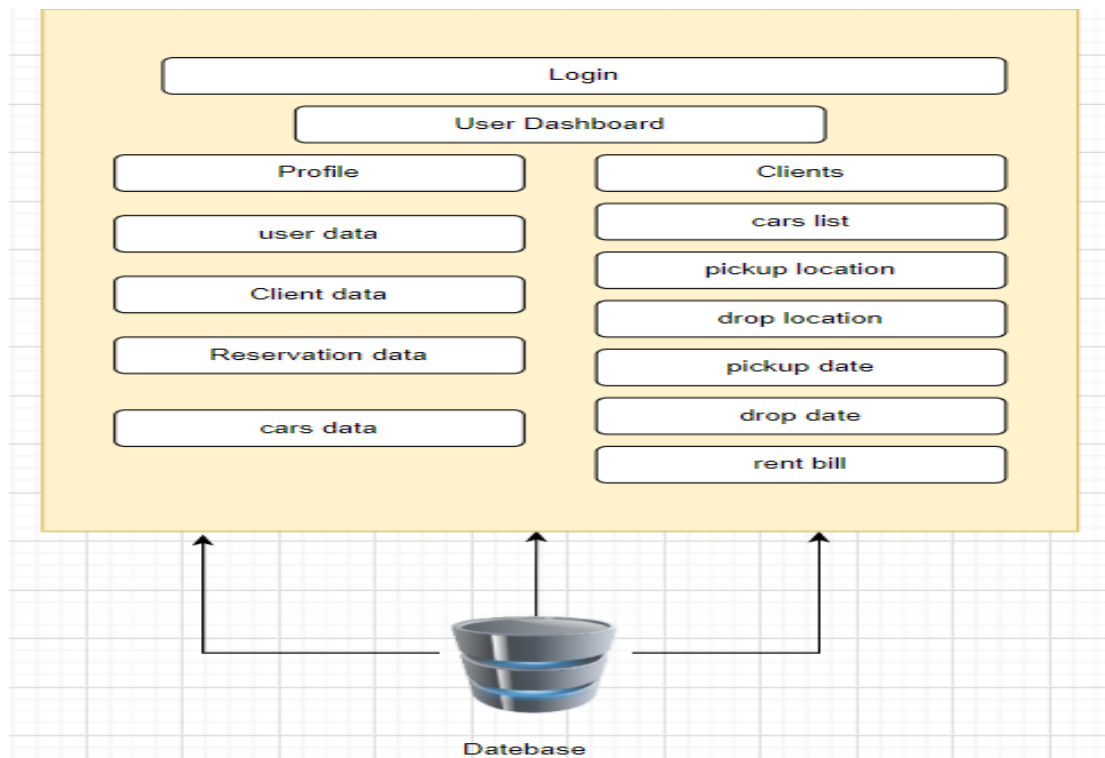 Login
User Dashboard
Profile
user data
Client data
Reservation data
cars data
Clients
cars list
pickup location
drop location
pickup date
drop date
rent bill
Datebase